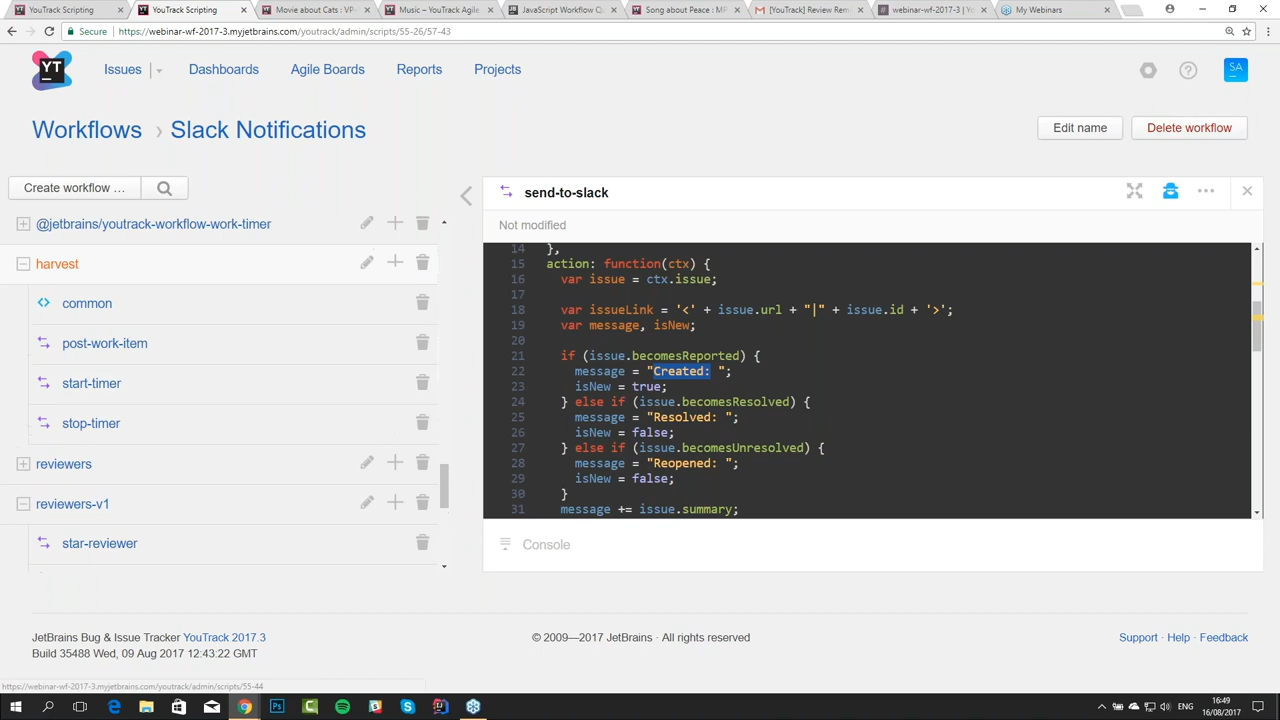 YouTrack Scripting
YouTrack Scripting
Movie about Cats : VP-
Music – YouTrack Agile
JavaScript Workflow Qu
Song about Peace : MP
[YouTrack] Review Rem
webinar-wf-2017-3 | Yo
My Webinars
Secure
https://webinar-wf-2017-3.myjetbrains.com/youtrack/admin/scripts/55-26/57-43
YT
Issues
Dashboards
Agile Boards
Reports
Projects
SA
Workflows › Slack Notifications
Edit name
Delete workflow
Create workflow …
send-to-slack
Not modified
@jetbrains/youtrack-workflow-work-timer
harvest
common
post-work-item
start-timer
stop-timer
reviewers
reviewers-v1
star-reviewer
14 },
15 action: function(ctx) {
16 var issue = ctx.issue;
17
18 var issueLink = '<' + issue.url + "|" + issue.id + '>';
19 var message, isNew;
20
21 if (issue.becomesReported) {
22 message = "Created: ";
23 isNew = true;
24 } else if (issue.becomesResolved) {
25 message = "Resolved: ";
26 isNew = false;
27 } else if (issue.becomesUnresolved) {
28 message = "Reopened: ";
29 isNew = false;
30 }
31 message += issue.summary;
Console
JetBrains Bug & Issue Tracker YouTrack 2017.3
Build 35488 Wed, 09 Aug 2017 12:43:22 GMT
© 2009—2017 JetBrains · All rights reserved
Support · Help · Feedback
https://webinar-wf-2017-3.myjetbrains.com/youtrack/admin/scripts/55-44
ENG
16:49
16/08/2017